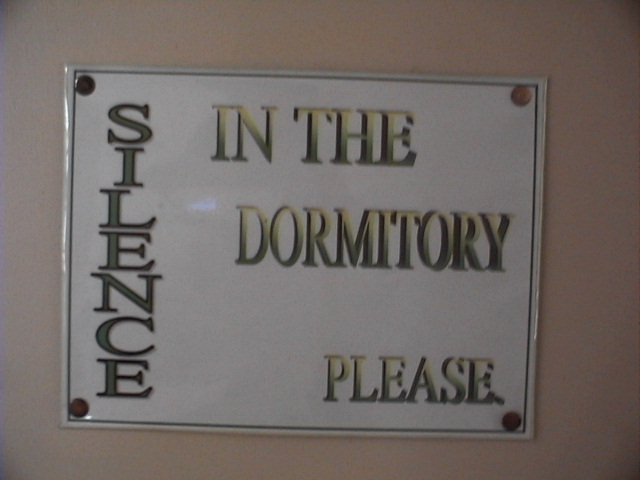 SILENCE
IN THE
DORMITORY
PLEASE.